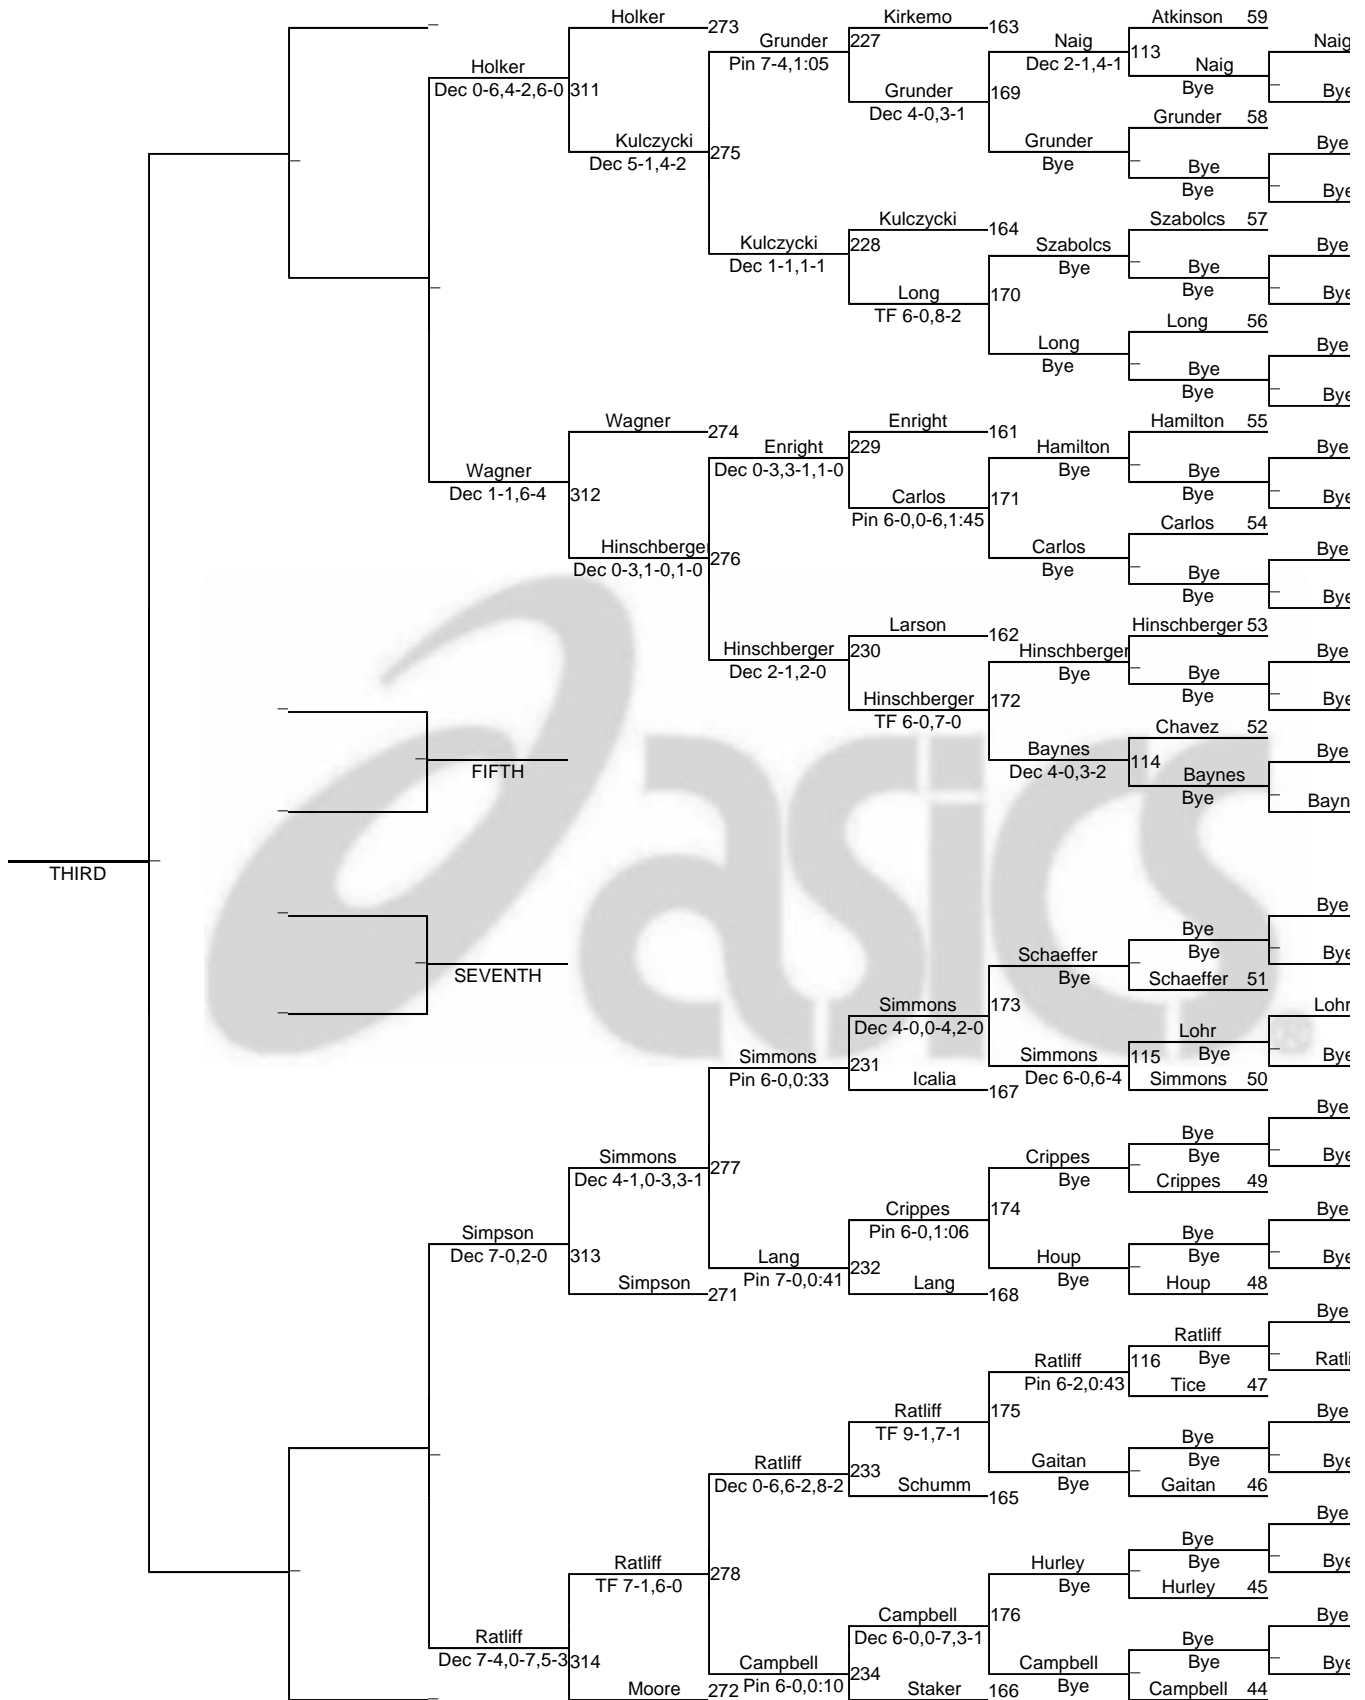 Holker 273 Kirkemo 163 Atkinson 59
Grunder 227 Naig 113 Naig
Pin 7-4,1:05 Dec 2-1,4-1 Naig
Holker Bye
Dec 0-6,4-2,6-0 311 Grunder 169
Dec 4-0,3-1 Grunder 58
Kulczycki 275 Grunder Bye
Dec 5-1,4-2 Bye Bye
Bye
Kulczycki 164 Szabolcs 57
Kulczycki 228 Szabolcs Bye
Dec 1-1,1-1 Bye Bye
Long 170 Bye
TF 6-0,8-2 Long 56
Long Bye
Bye Bye
Bye
Wagner 274 Enright 161 Hamilton 55
Enright 229 Hamilton Bye
Wagner Dec 0-3,3-1,1-0 Bye Bye
Dec 1-1,6-4 312 Carlos 171 Bye
Pin 6-0,0-6,1:45 Carlos 54
Hinschberger 276 Carlos Bye
Dec 0-3,1-0,1-0 Bye Bye
Bye
Larson 162 Hinschberger 53
Hinschberger 230 Hinschberger Bye
Dec 2-1,2-0 Bye Bye
Hinschberger 172 Bye
TF 6-0,7-0 Chavez 52
Baynes 114 Bye
FIFTH Dec 4-0,3-2 Baynes
Bye Bayn
THIRD
asics ®
Bye
Bye
Schaeffer Bye
SEVENTH Bye Schaeffer 51
Simmons 173 Lohr
Dec 4-0,0-4,2-0 Lohr
Simmons 231 Simmons 115 Bye
Pin 6-0,0:33 Icalia 167 Dec 6-0,6-4 Simmons 50
Bye
Bye
Simmons 277 Crippes Bye
Dec 4-1,0-3,3-1 Bye Crippes 49
Crippes 174 Bye
Simpson Pin 6-0,1:06 Bye
Dec 7-0,2-0 313 Lang 232 Houp Bye
Pin 7-0,0:41 Bye
Simpson 271 Lang 168 Houp 48
Bye
Ratliff
Ratliff 116 Bye
Pin 6-2,0:43 Tice 47
Ratliff 175 Bye
TF 9-1,7-1 Bye
Ratliff 233 Gaitan Bye
Dec 0-6,6-2,8-2 Schumm 165 Bye Gaitan 46
Bye
Bye
Ratliff 278 Hurley Bye
TF 7-1,6-0 Bye Hurley 45
Campbell 176 Bye
Ratliff Dec 6-0,0-7,3-1 Bye
Dec 7-4,0-7,5-3 314 Campbell 234 Campbell Bye
Pin 6-0,0:10 Bye
Moore 272 Staker 166 Campbell 44